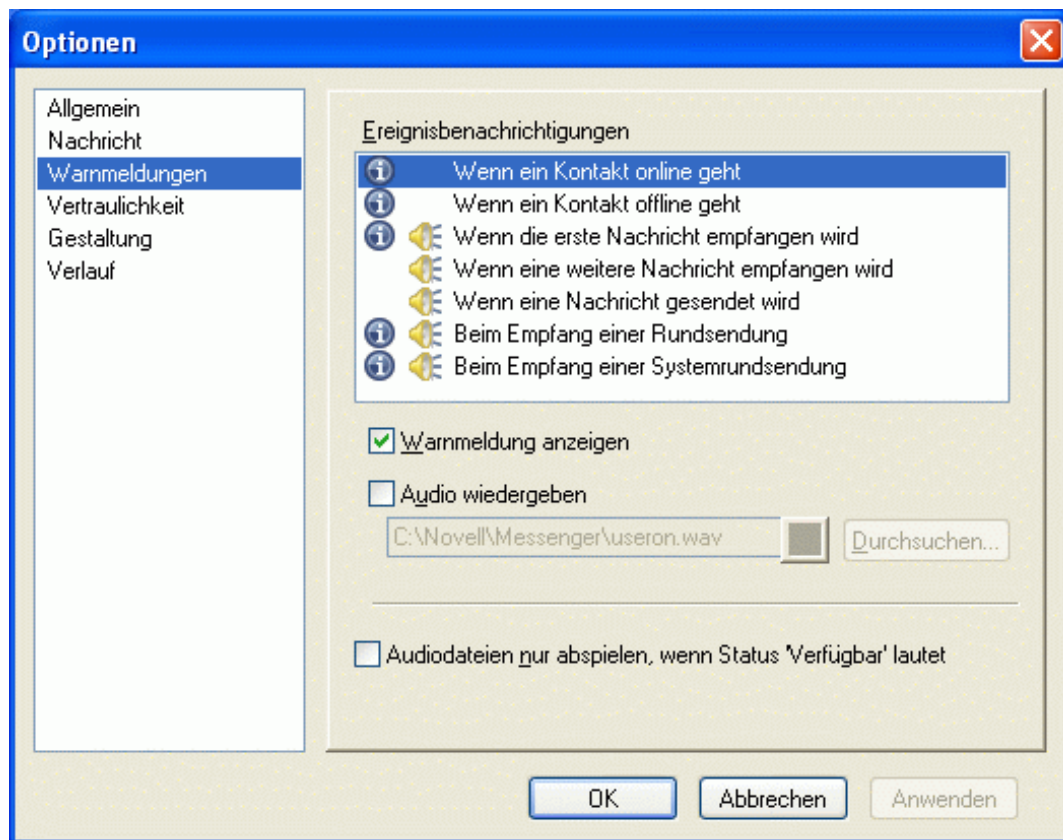 Optionen
Allgemein
Nachricht
Warnmeldungen
Vertraulichkeit
Gestaltung
Verlauf
Ereignisbenachrichtigungen
Wenn ein Kontakt online geht
Wenn ein Kontakt offline geht
Wenn die erste Nachricht empfangen wird
Wenn eine weitere Nachricht empfangen wird
Wenn eine Nachricht gesendet wird
Beim Empfang einer Rundsendung
Beim Empfang einer Systemrundsendung
Warnmeldung anzeigen
Audio wiedergeben
C:\Novell\Messenger\useron.wav
Durchsuchen...
Audiodateien nur abspielen, wenn Status 'Verfügbar' lautet
OK
Abbrechen
Anwenden